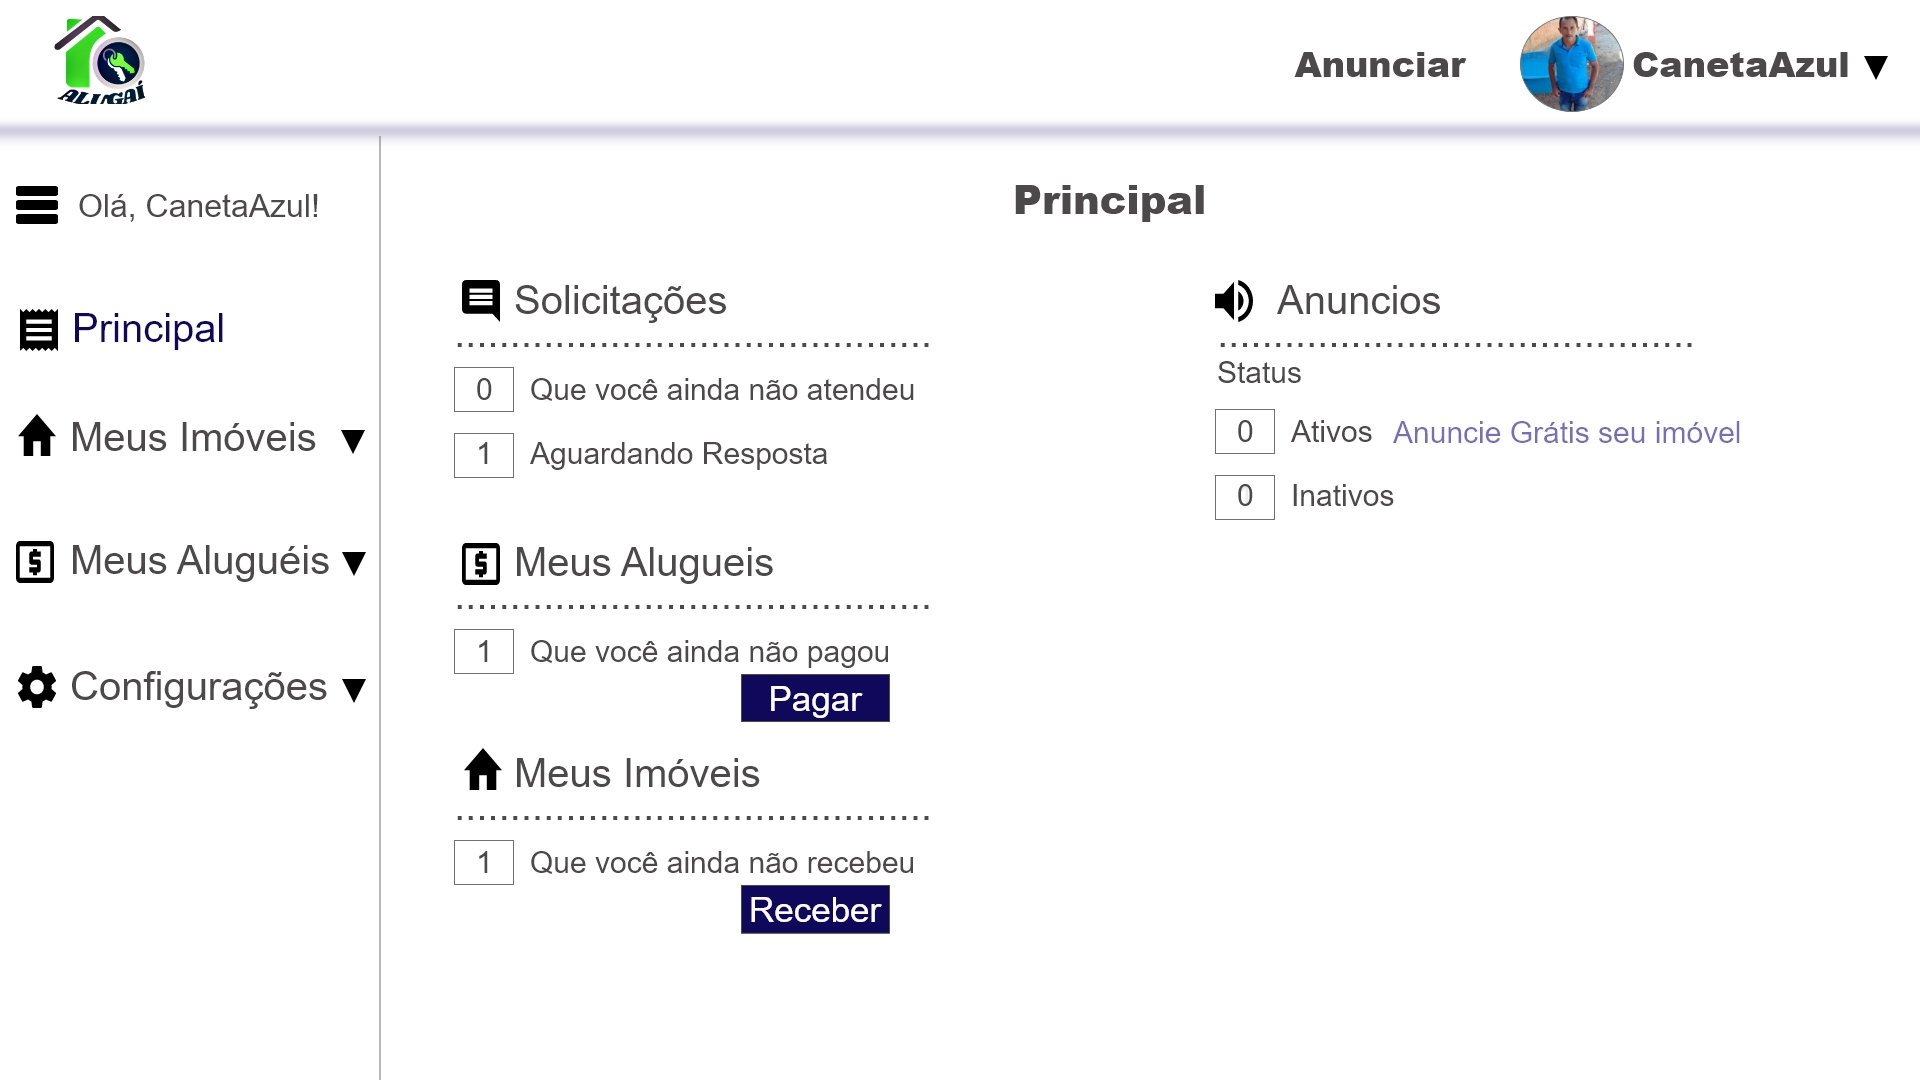 ALUGAÍ
Anunciar
CanetaAzul
Olá, CanetaAzul!
Principal
Meus Imóveis
Meus Aluguéis
Configurações
Principal
Solicitações
0 Que você ainda não atendeu
1 Aguardando Resposta
Meus Alugueis
1 Que você ainda não pagou
Pagar
Meus Imóveis
1 Que você ainda não recebeu
Receber
Anuncios
Status
0 Ativos Anuncie Grátis seu imóvel
0 Inativos